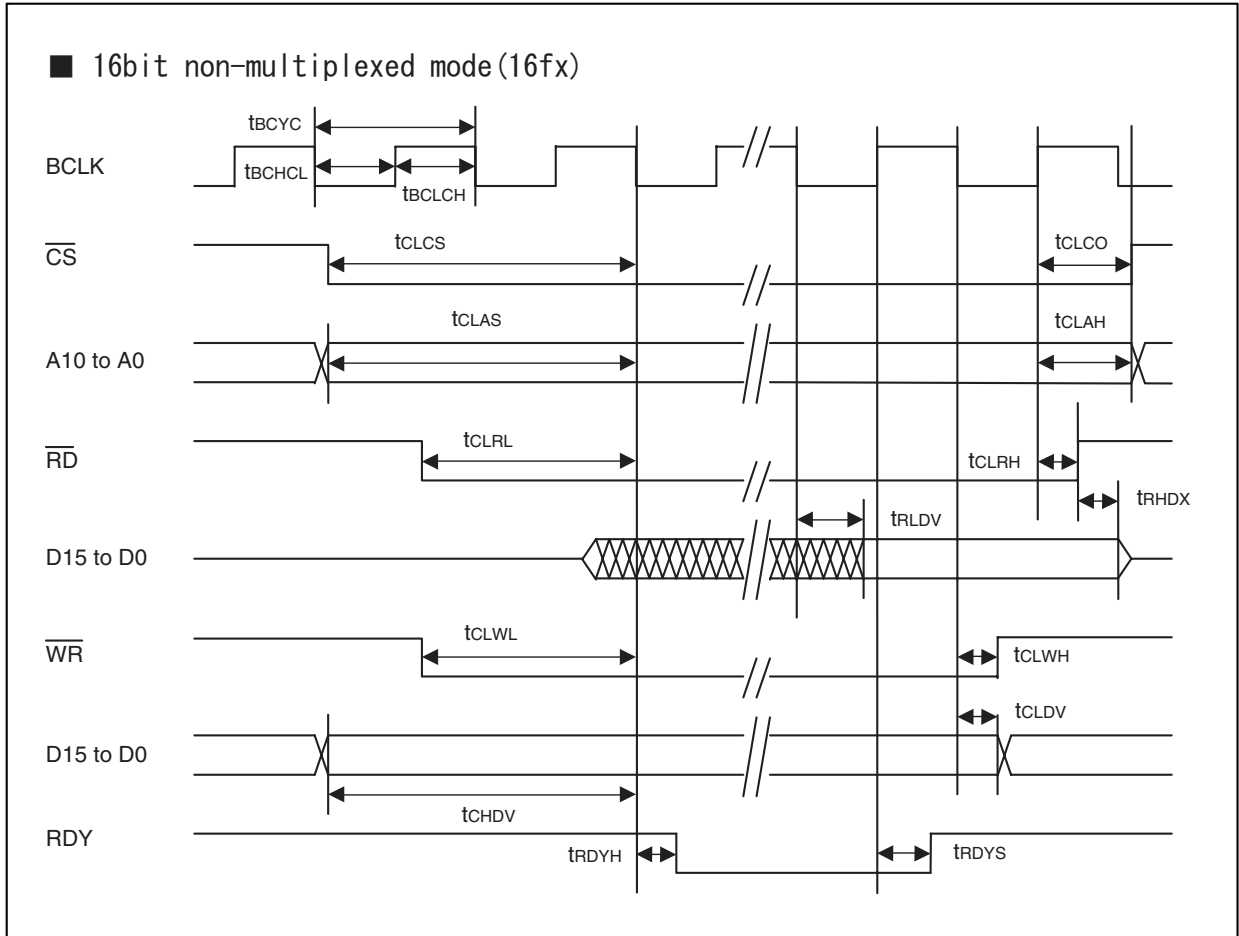 ■ 16bit non-multiplexed mode(16fx)
tBCYC
BCLK
tBCHCL
tBCLCH
CS
tCLCS
tCLCO
A10 to A0
tCLAS
tCLAH
RD
tCLRL
tCLRH
tRHDX
D15 to D0
tRLDV
WR
tCLWL
tCLWH
tCLDV
D15 to D0
tCHDV
RDY
tRDYH
tRDYS